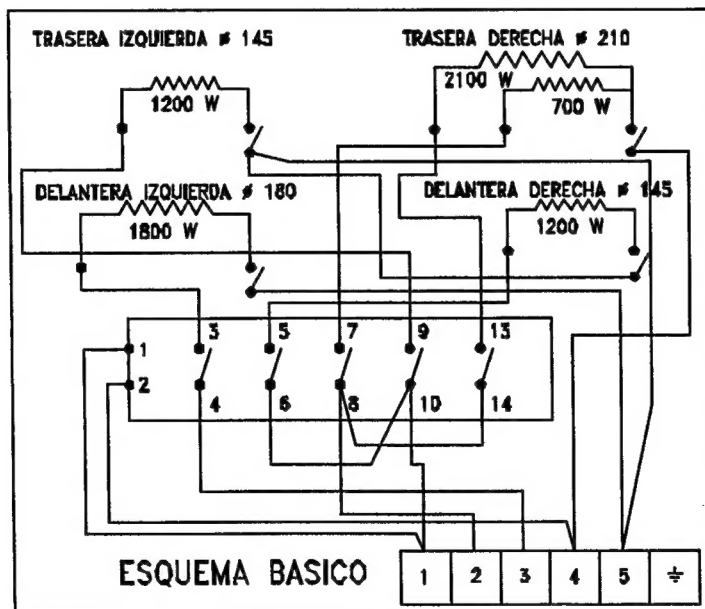 TRASERA IZQUIERDA ø 145
TRASERA DERECHA ø 210
2100 W
1200 W
700 W
DELANTERA IZQUIERDA ø 180
DELANTERA DERECHA ø 145
1800 W
1200 W
3 5 7 9 13
1
2
4 6 8 10 14
ESQUEMA BASICO
1 2 3 4 5